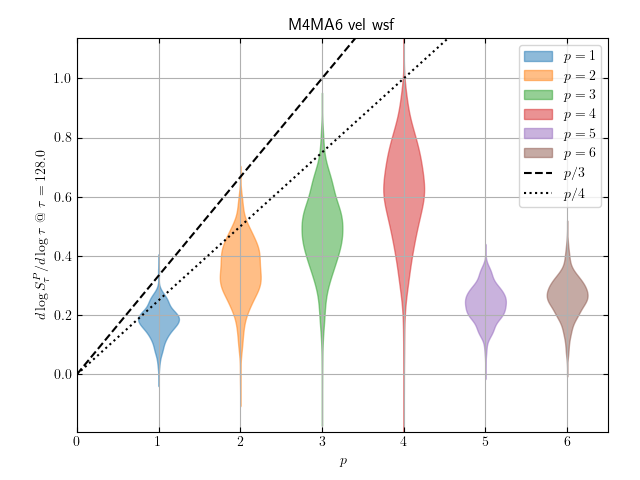 M4MA6 vel wsf
d log S_τ^P / d log τ @ τ = 128.0
1.0
0.8
0.6
0.4
0.2
0.0
0 1 2 3 4 5 6
p
p = 1
p = 2
p = 3
p = 4
p = 5
p = 6
p/3
p/4